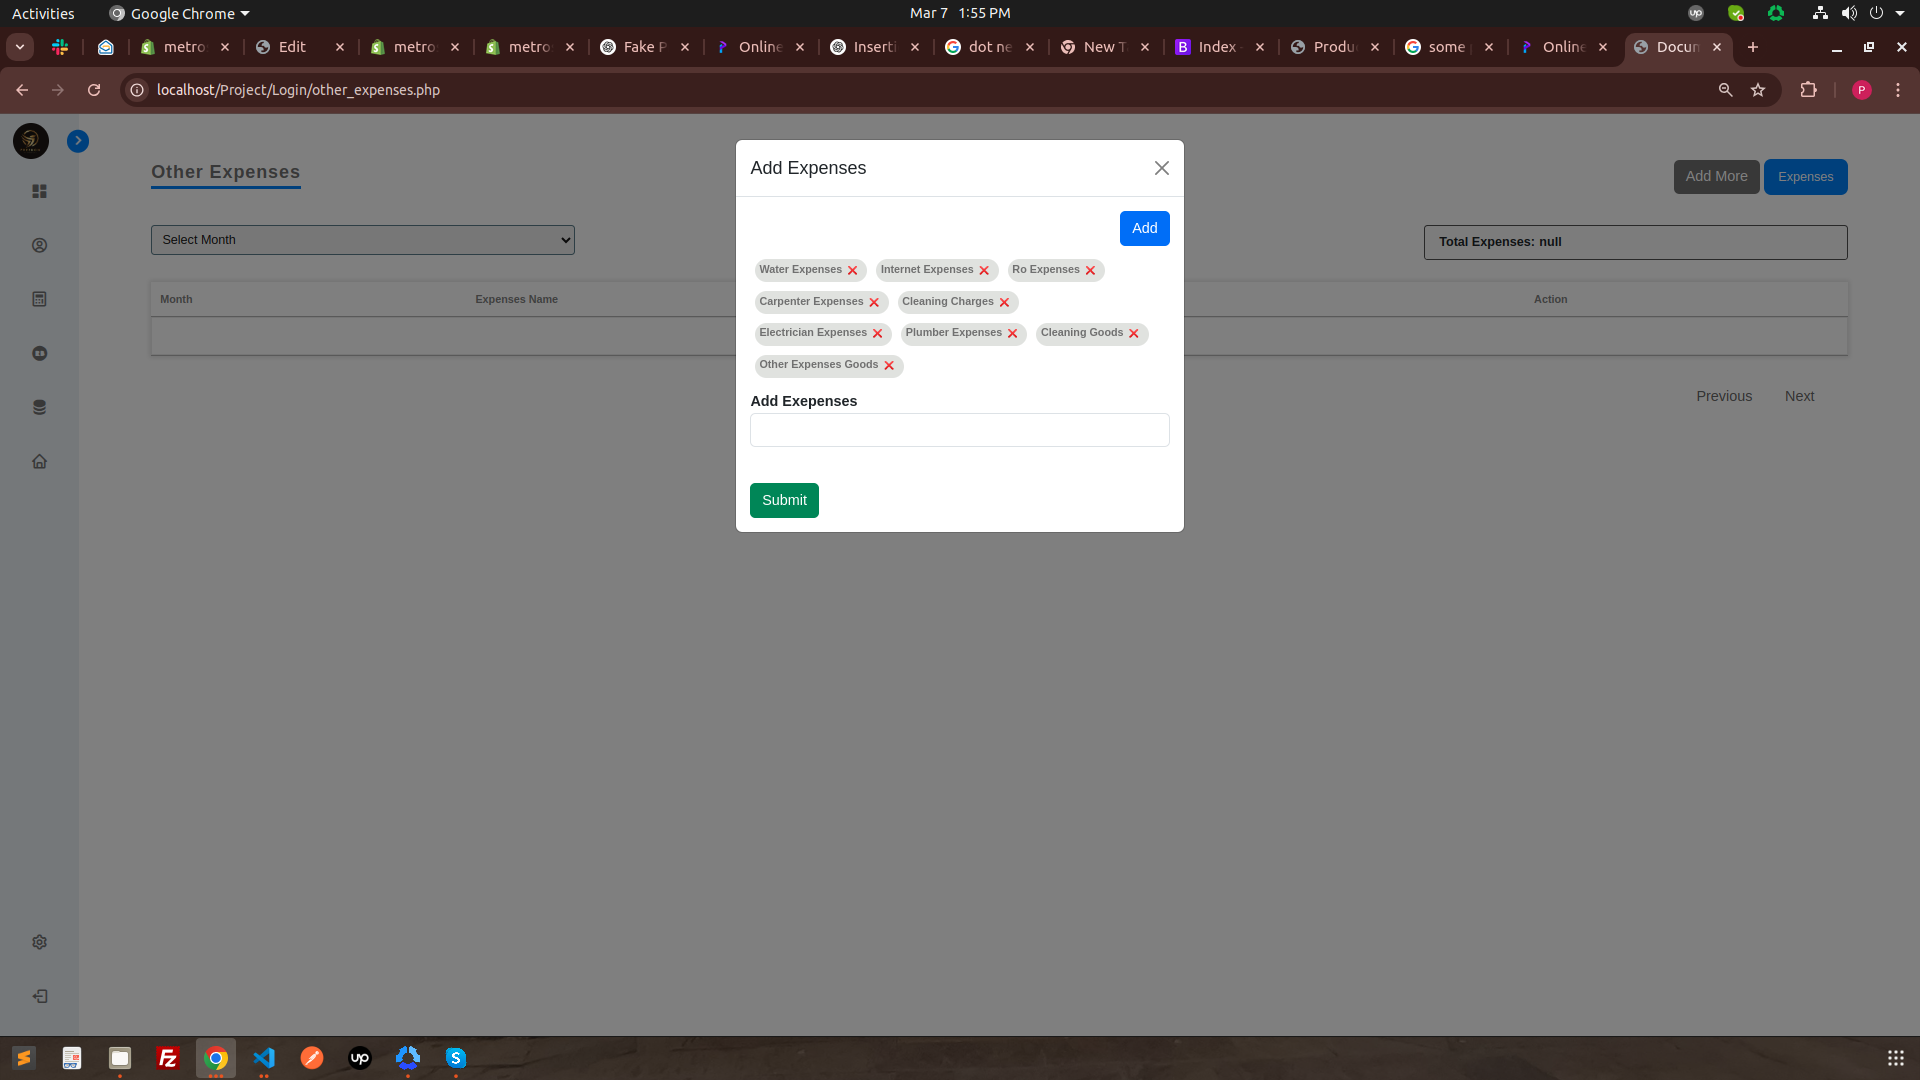 Activities
Google Chrome
Mar 7 1:55 PM
metro
Edit
metro
metro
Fake P
Online
Inserti
dot ne
New T
Index
Produ
some
Online
Docun
localhost/Project/Login/other_expenses.php
P
Other Expenses
Add More
Expenses
Select Month
Total Expenses: null
Month
Expenses Name
Action
Previous
Next
Add Expenses
Add
Water Expenses
Internet Expenses
Ro Expenses
Carpenter Expenses
Cleaning Charges
Electrician Expenses
Plumber Expenses
Cleaning Goods
Other Expenses Goods
Add Exepenses
Submit